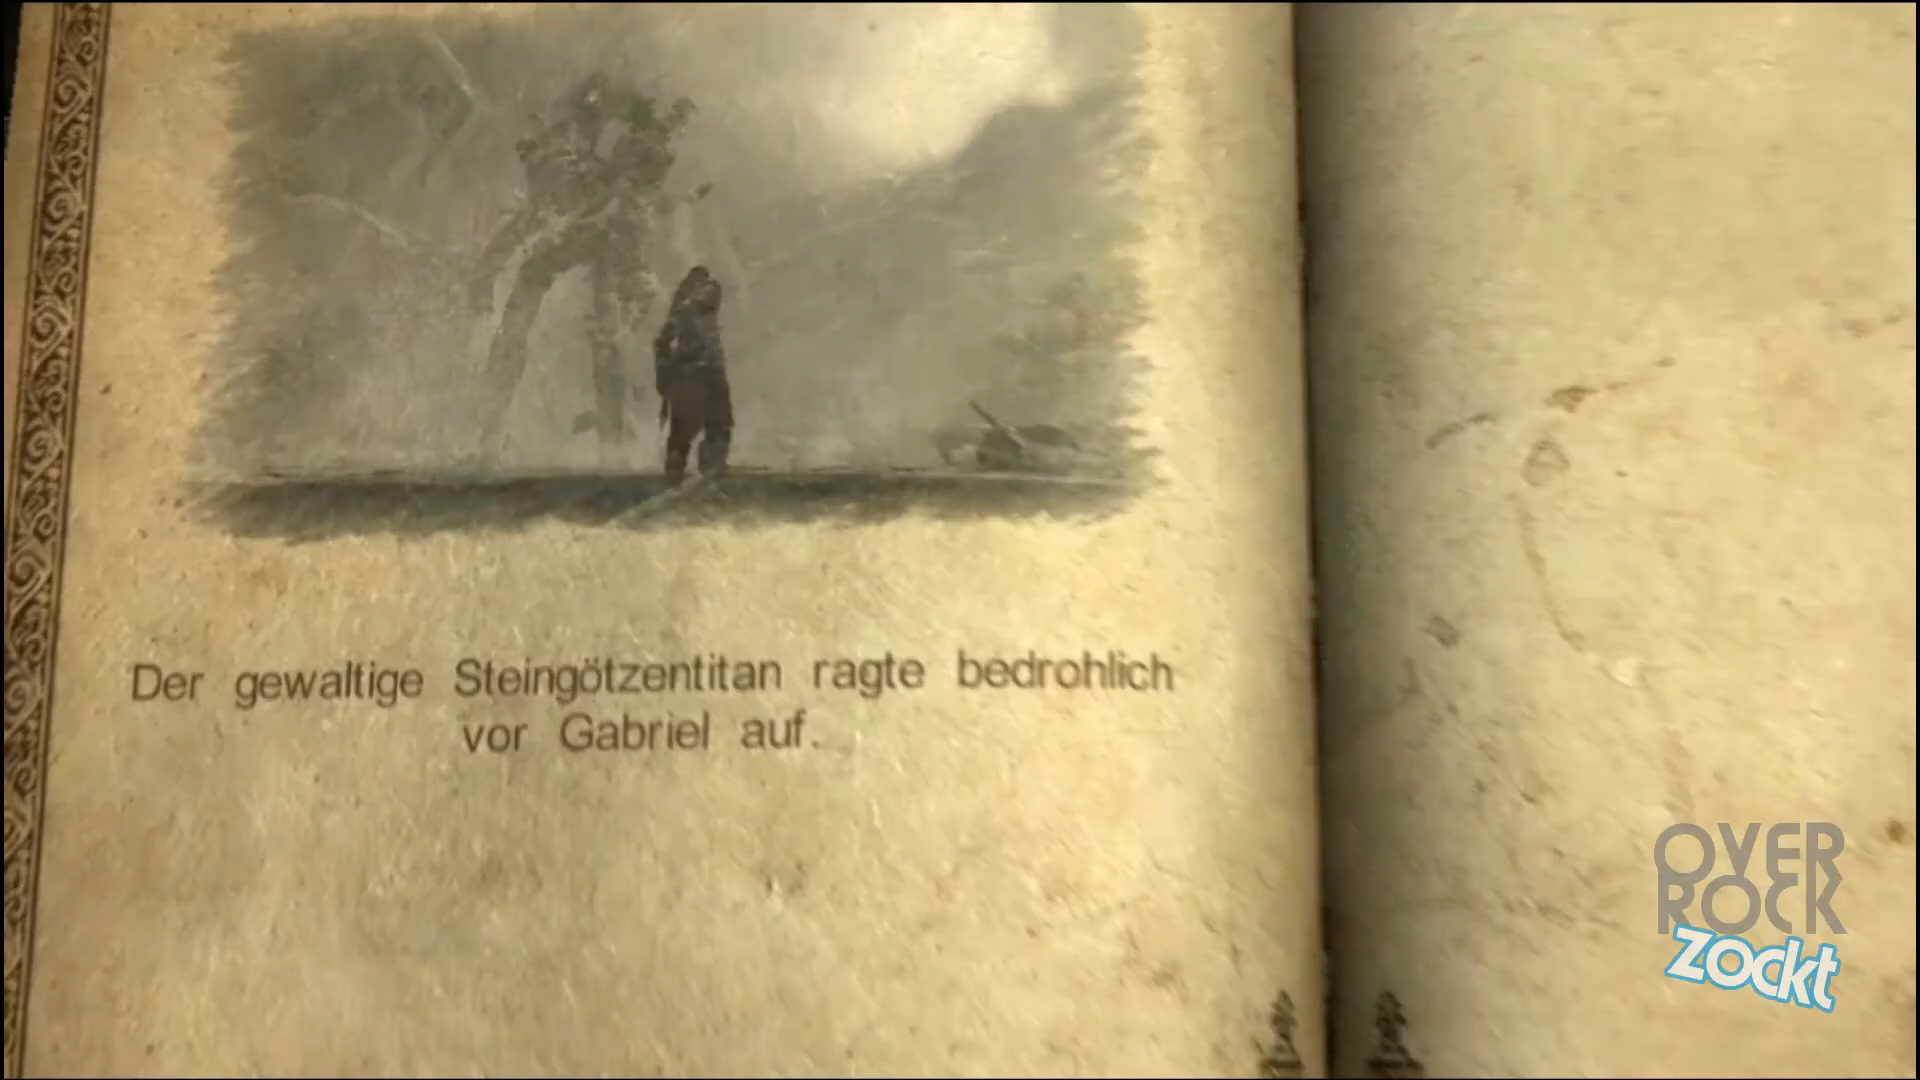 Der gewaltige Steingötzentitan ragte bedrohlich
vor Gabriel auf.
OVER
ROCK
zockt